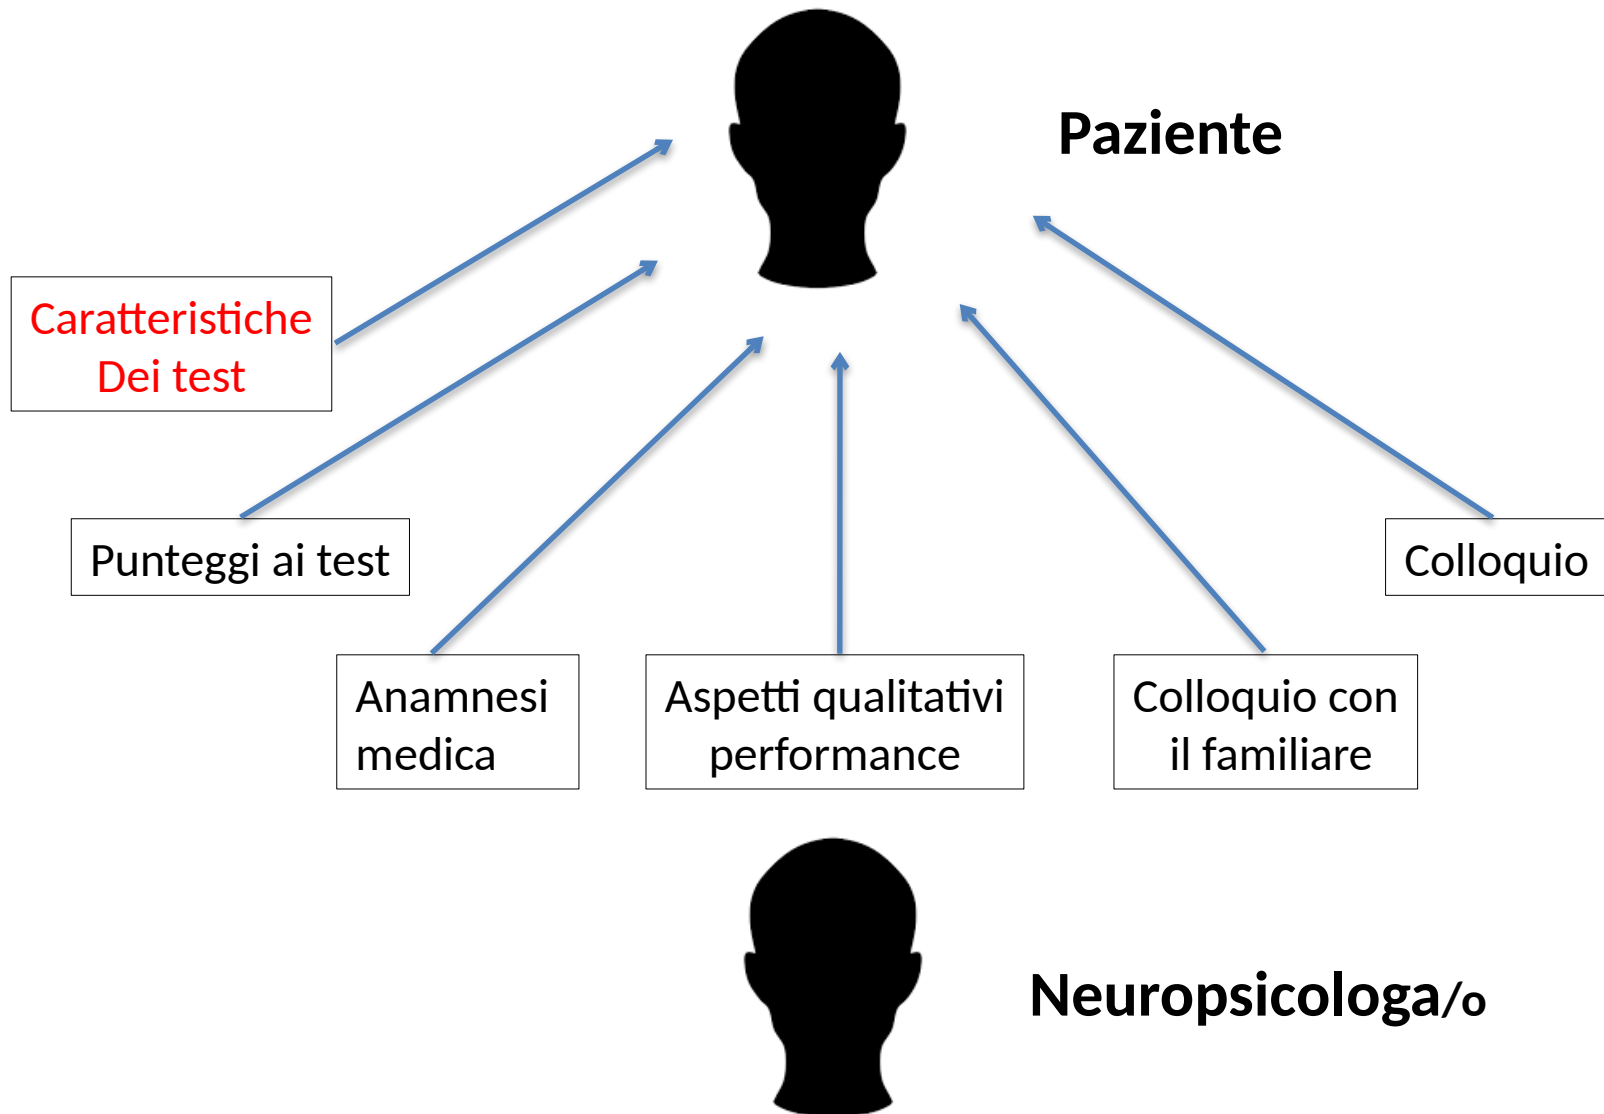 Paziente
Caratteristiche
Dei test
Punteggi ai test
Colloquio
Anamnesi
medica
Aspetti qualitativi
performance
Colloquio con
il familiare
Neuropsicologa/o